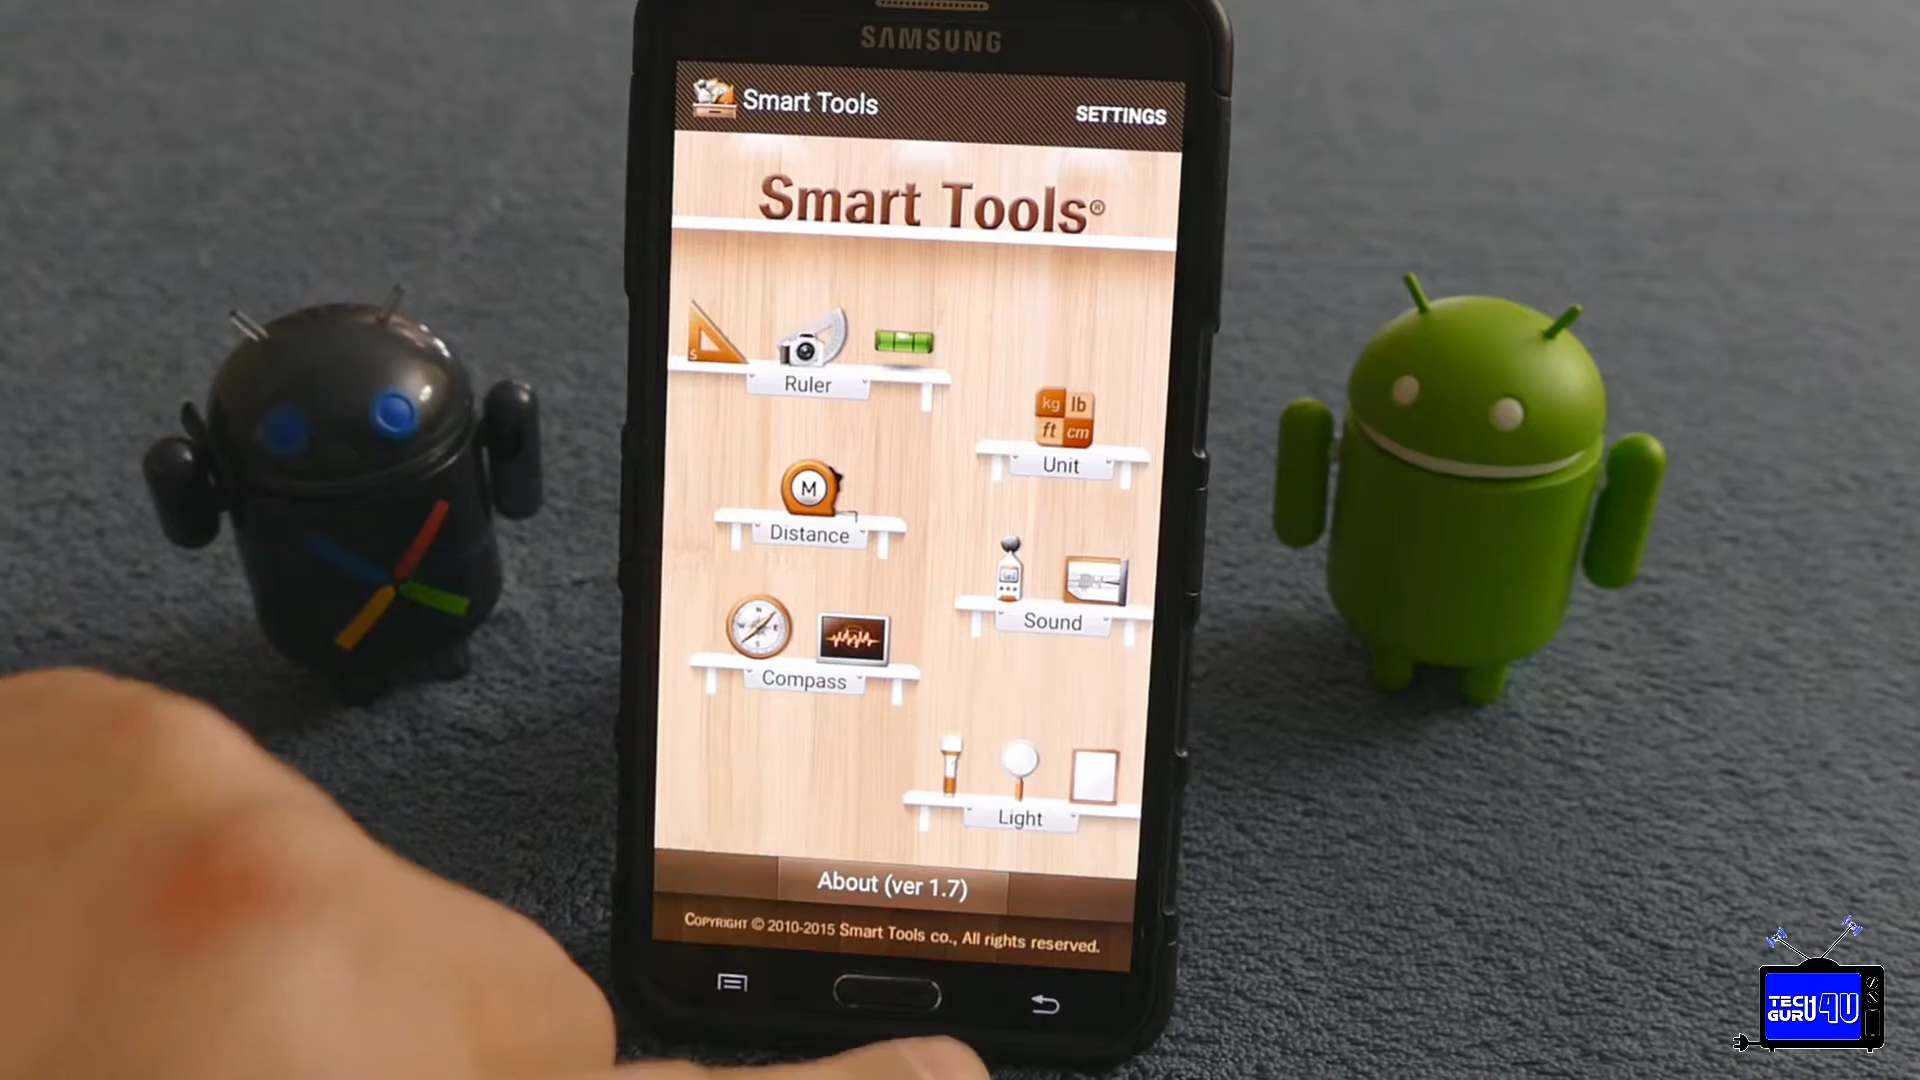 SAMSUNG
Smart Tools
SETTINGS
Smart Tools®
S
Ruler
kg lb
ft cm
Unit
M
Distance
Sound
N
W E
S
Compass
Light
About (ver 1.7)
COPYRIGHT © 2010-2015 Smart Tools co., All rights reserved.
TECH
GURU 4U